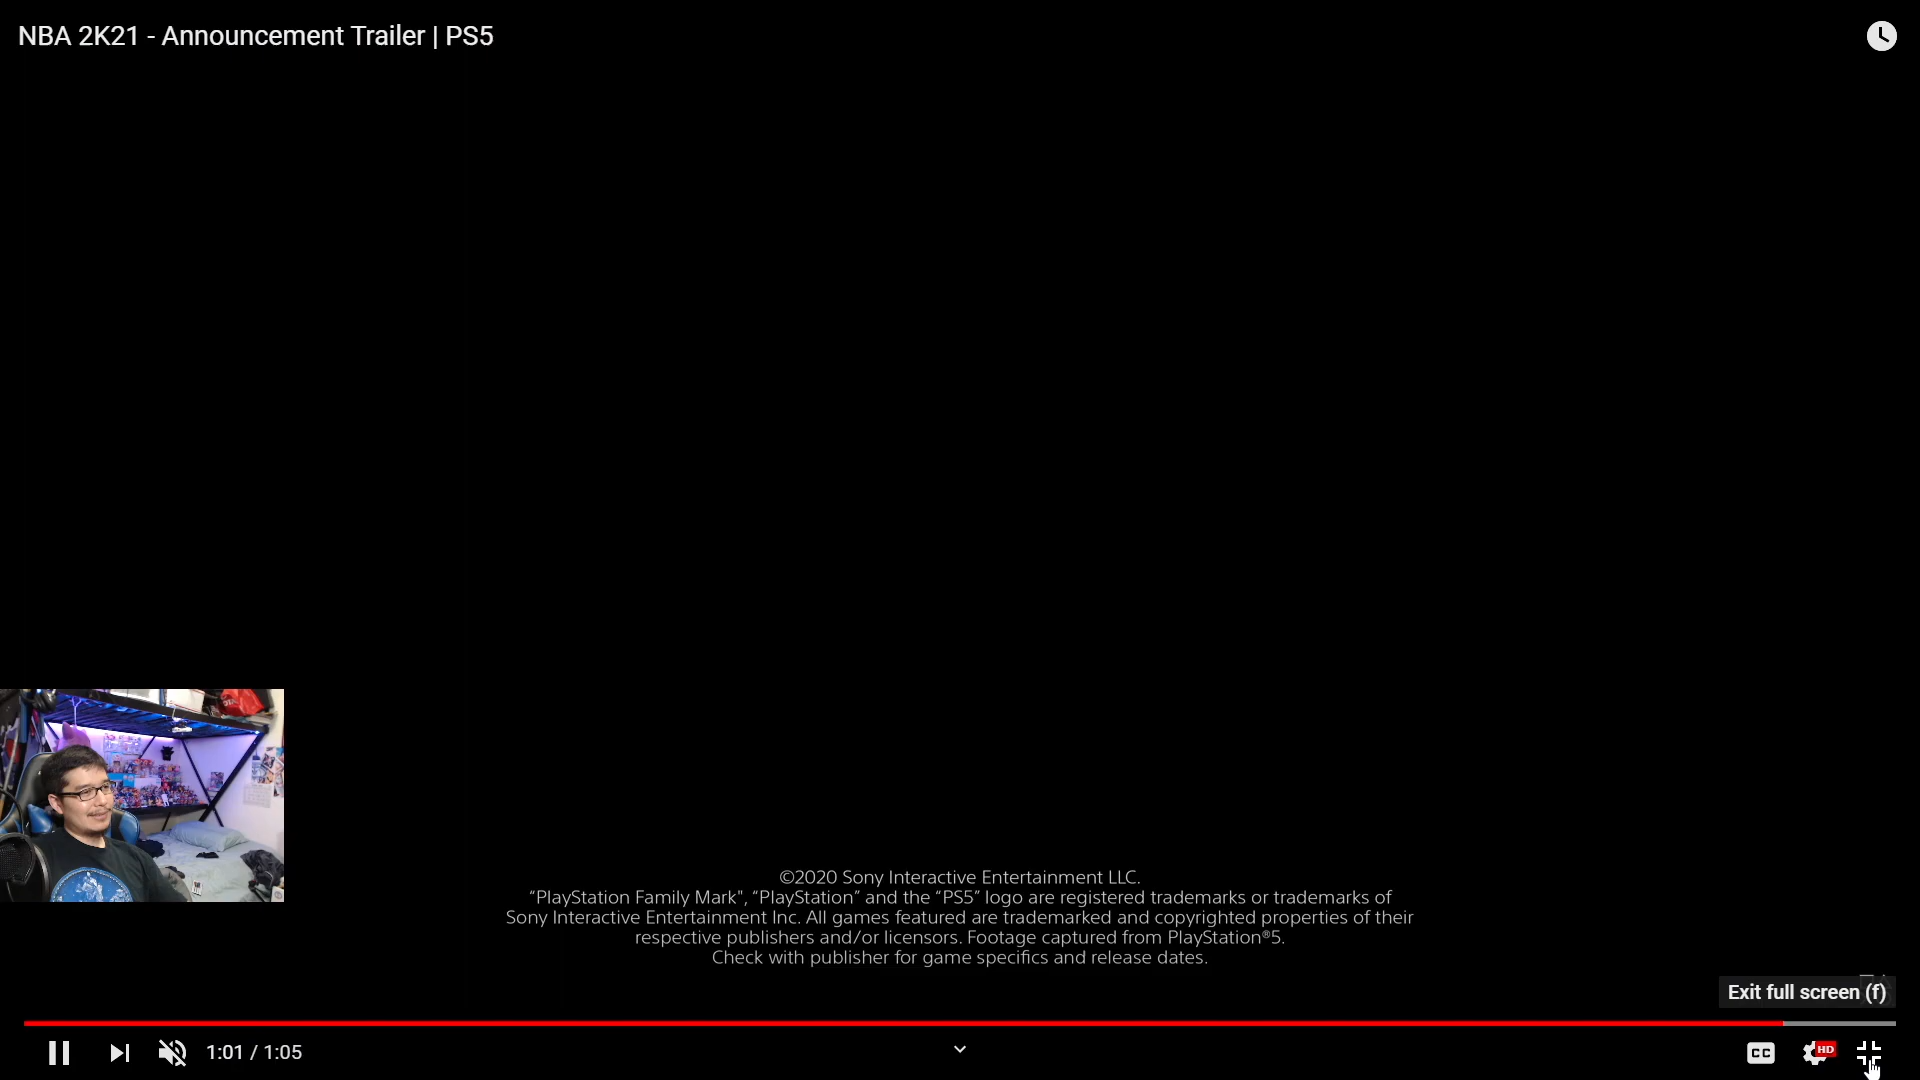 NBA 2K21 - Announcement Trailer | PS5
©2020 Sony Interactive Entertainment LLC.
“PlayStation Family Mark", “PlayStation” and the “PS5” logo are registered trademarks or trademarks of
Sony Interactive Entertainment Inc. All games featured are trademarked and copyrighted properties of their
respective publishers and/or licensors. Footage captured from PlayStation®5.
Check with publisher for game specifics and release dates.
Exit full screen (f)
1:01 / 1:05
CC
HD